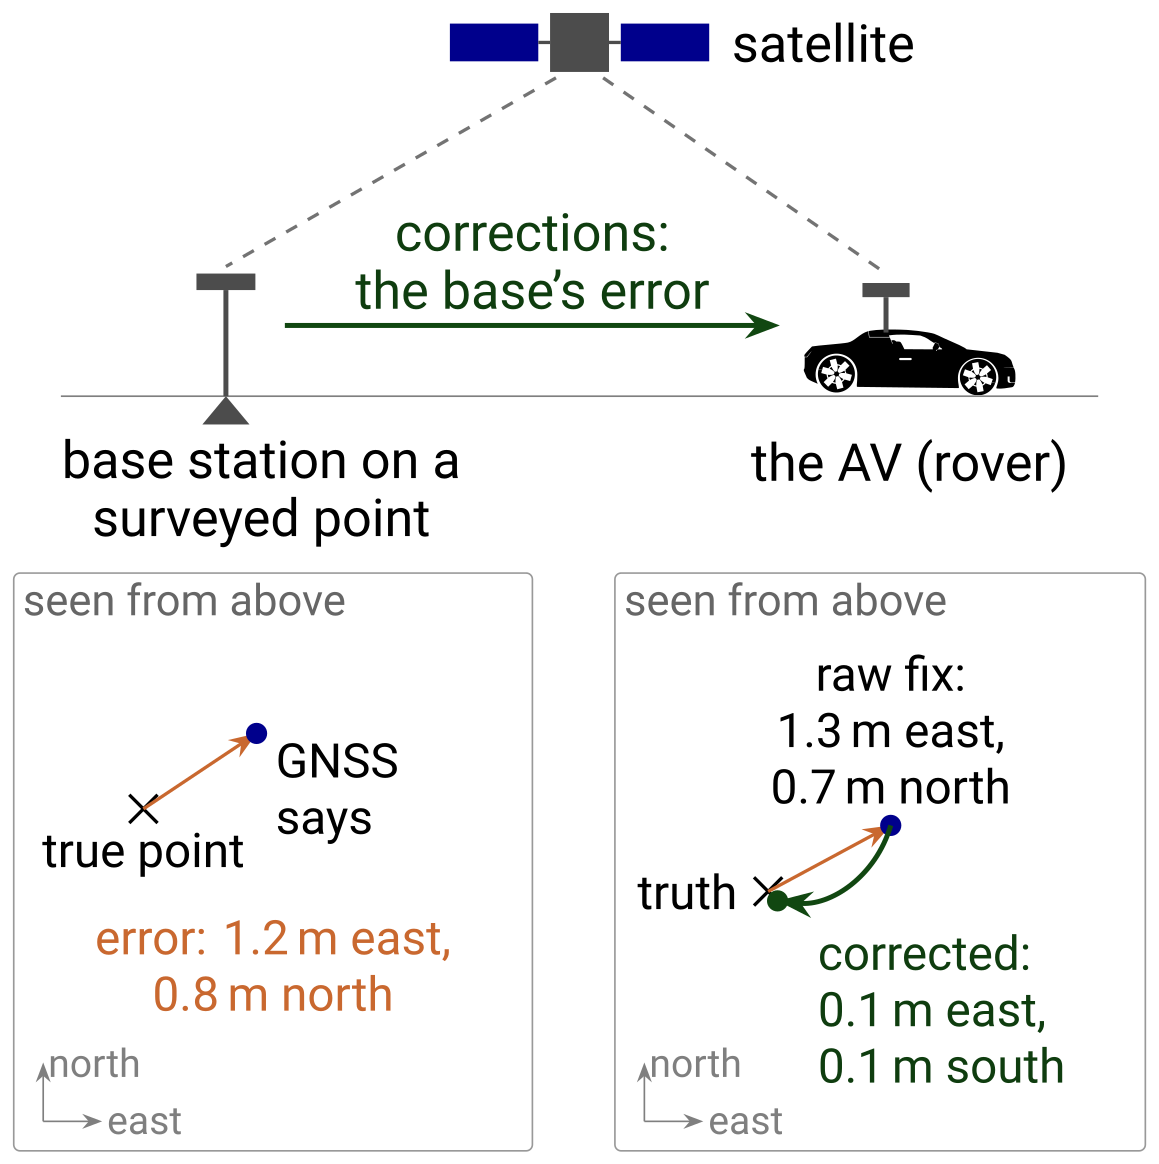 satellite
corrections:
the base’s error
base station on a
surveyed point
the AV (rover)
seen from above
GNSS
says
true point
error: 1.2 m east,
0.8 m north
north
east
seen from above
raw fix:
1.3 m east,
0.7 m north
truth
corrected:
0.1 m east,
0.1 m south
north
east